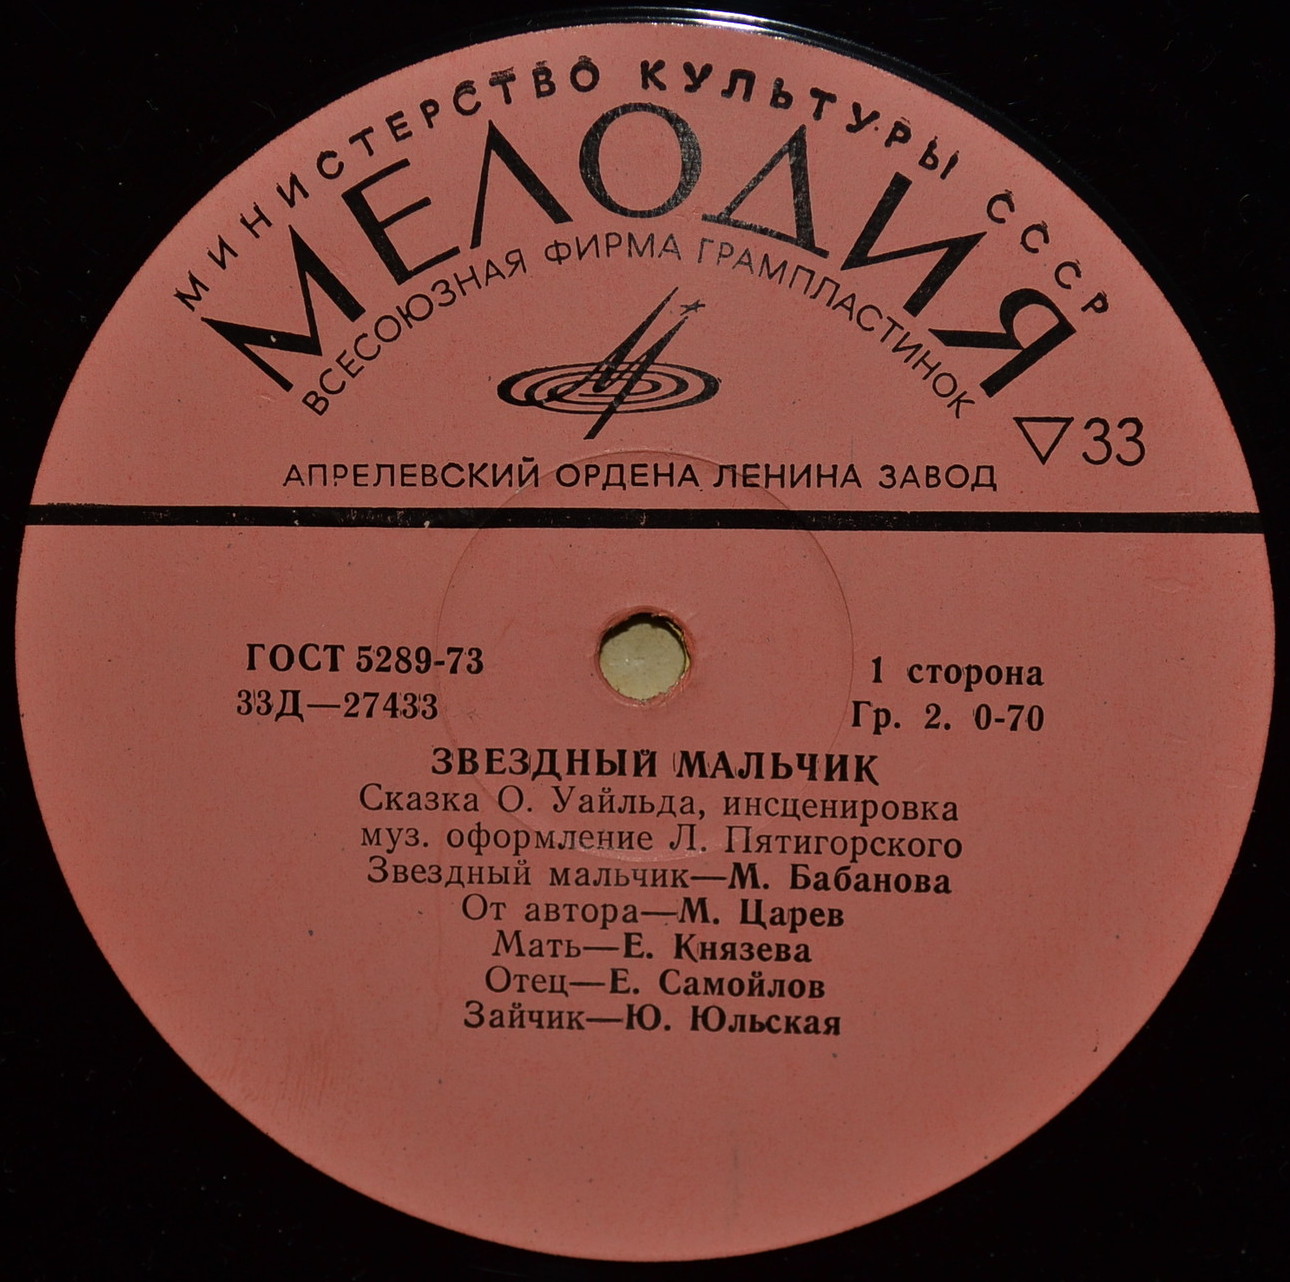 МИНИСТЕРСТВО КУЛЬТУРЫ СССР
МЕЛОДИЯ
ВСЕСОЮЗНАЯ ФИРМА ГРАМПЛАСТИНОК
▽33
АПРЕЛЕВСКИЙ ОРДЕНА ЛЕНИНА ЗАВОД
ГОСТ 5289-73
1 сторона
33Д—27433
Гр. 2. 0-70
ЗВЕЗДНЫЙ МАЛЬЧИК
Сказка О. Уайльда, инсценировка
муз. оформление Л. Пятигорского
Звездный мальчик—М. Бабанова
От автора—М. Царев
Мать—Е. Князева
Отец—Е. Самойлов
Зайчик—Ю. Юльская